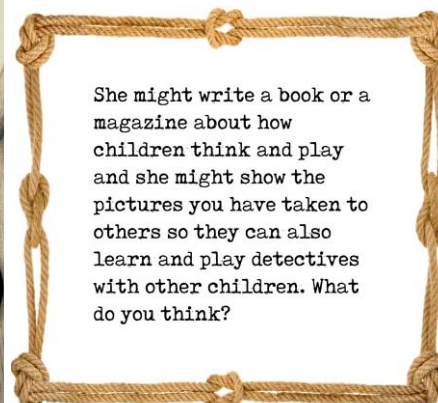 She might write a book or a
magazine about how
children think and play
and she might show the
pictures you have taken to
others so they can also
learn and play detectives
with other children. What
do you think?